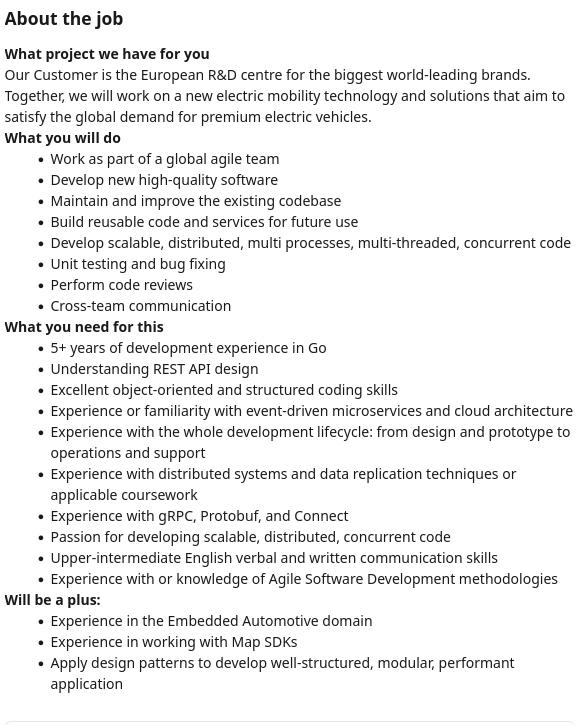 About the job
What project we have for you
Our Customer is the European R&D centre for the biggest world-leading brands.
Together, we will work on a new electric mobility technology and solutions that aim to
satisfy the global demand for premium electric vehicles.
What you will do
• Work as part of a global agile team
• Develop new high-quality software
• Maintain and improve the existing codebase
• Build reusable code and services for future use
• Develop scalable, distributed, multi processes, multi-threaded, concurrent code
• Unit testing and bug fixing
• Perform code reviews
• Cross-team communication
What you need for this
• 5+ years of development experience in Go
• Understanding REST API design
• Excellent object-oriented and structured coding skills
• Experience or familiarity with event-driven microservices and cloud architecture
• Experience with the whole development lifecycle: from design and prototype to
operations and support
• Experience with distributed systems and data replication techniques or
applicable coursework
• Experience with gRPC, Protobuf, and Connect
• Passion for developing scalable, distributed, concurrent code
• Upper-intermediate English verbal and written communication skills
• Experience with or knowledge of Agile Software Development methodologies
Will be a plus:
• Experience in the Embedded Automotive domain
• Experience in working with Map SDKs
• Apply design patterns to develop well-structured, modular, performant
application